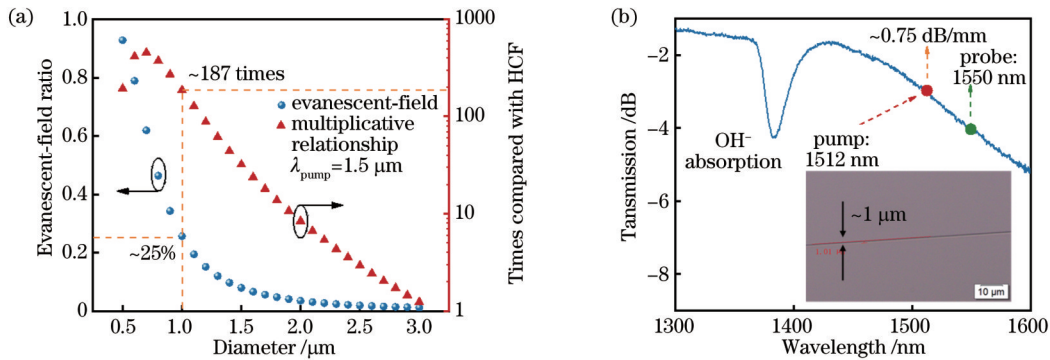 (a)
1.0
0.8
0.6
0.4
0.2
0
Evanescent-field ratio
0.5
1.0
1.5
2.0
2.5
3.0
Diameter /μm
1000
100
10
1
Times compared with HCF
~187 times
evanescent-field
multiplicative
relationship
λpump=1.5 μm
~25%
(b)
−2
−4
−6
−8
Tansmission /dB
1300
1400
1500
1600
Wavelength /nm
~0.75 dB/mm
probe:
1550 nm
OH⁻
absorption
pump:
1512 nm
~1 μm
10 μm